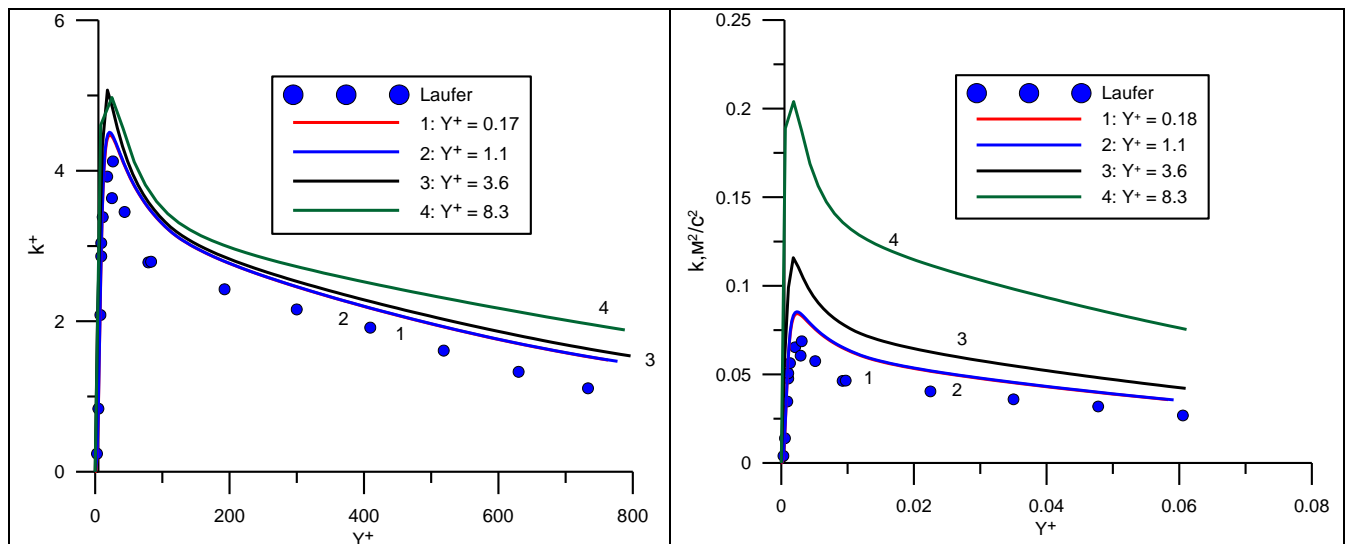 6
4
2
0
k⁺
Laufer
1: Y⁺ = 0.17
2: Y⁺ = 1.1
3: Y⁺ = 3.6
4: Y⁺ = 8.3
4
2
1
3
0
200
400
600
800
Y⁺
0.25
0.2
0.15
0.1
0.05
0
k,м²/c²
Laufer
1: Y⁺ = 0.18
2: Y⁺ = 1.1
3: Y⁺ = 3.6
4: Y⁺ = 8.3
4
3
1
2
0
0.02
0.04
0.06
0.08
Y⁺